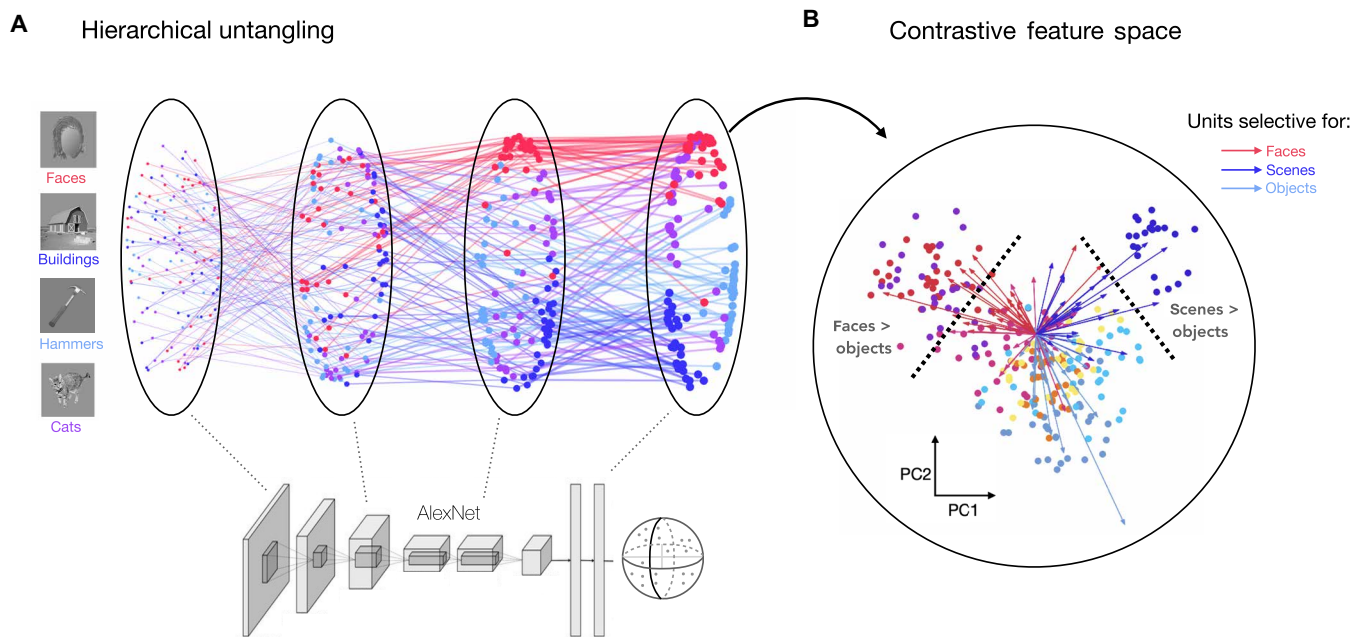 A
Hierarchical untangling
Faces
Buildings
Hammers
Cats
AlexNet
B
Contrastive feature space
Units selective for:
Faces
Scenes
Objects
Faces >
objects
Scenes >
objects
PC2
PC1